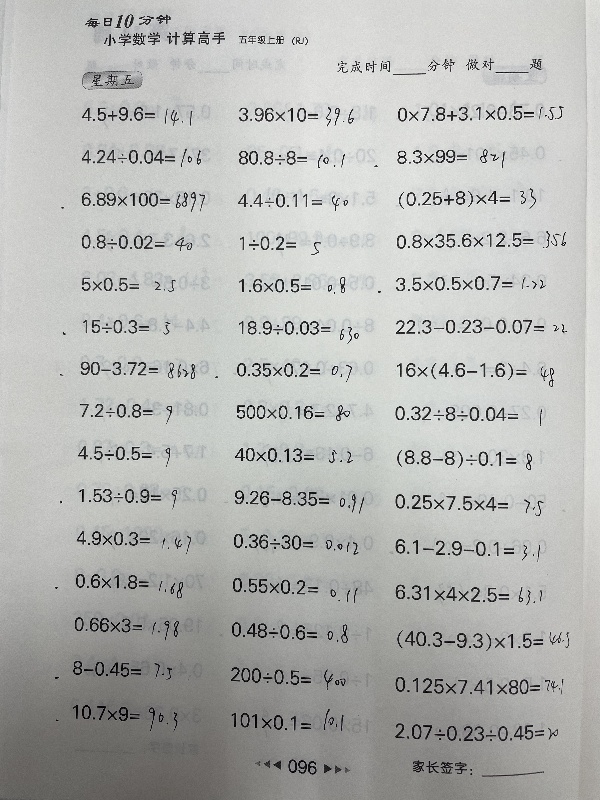 每日10分钟
小学数学 计算高手 五年级上册 (RJ)
完成时间____分钟 做对____题
星期五
4.5+9.6= 14.1 3.96×10= 39.6 0×7.8+3.1×0.5= 1.55
4.24÷0.04= 106 80.8÷8= 10.1 8.3×99= 821
6.89×100= 6897 4.4÷0.11= 40 (0.25+8)×4= 33
0.8÷0.02= 40 1÷0.2= 5 0.8×35.6×12.5= 356
5×0.5= 2.5 1.6×0.5= 0.8 3.5×0.5×0.7= 1.22
15÷0.3= 5 18.9÷0.03= 630 22.3−0.23−0.07= 22
90−3.72= 8628 0.35×0.2= 0.7 16×(4.6−1.6)= 48
7.2÷0.8= 9 500×0.16= 80 0.32÷8÷0.04= 1
4.5÷0.5= 9 40×0.13= 5.2 (8.8−8)÷0.1= 8
1.53÷0.9= 9 9.26−8.35= 0.91 0.25×7.5×4= 7.5
4.9×0.3= 1.47 0.36÷30= 0.012 6.1−2.9−0.1= 3.1
0.6×1.8= 1.68 0.55×0.2= 0.11 6.31×4×2.5= 63.1
0.66×3= 1.98 0.48÷0.6= 0.8 (40.3−9.3)×1.5= 46.5
8−0.45= 7.5 200÷0.5= 400 0.125×7.41×80= 74.1
10.7×9= 90.3 101×0.1= 10.1 2.07÷0.23÷0.45= 20
096
家长签字：______